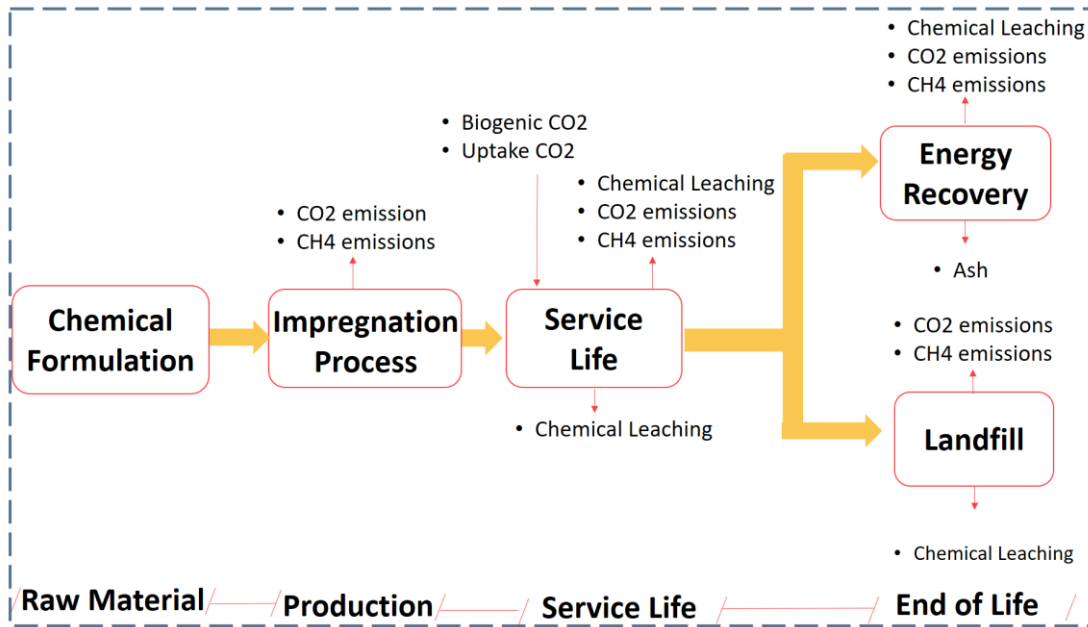 • Chemical Leaching
• CO2 emissions
• CH4 emissions
• Biogenic CO2
• Uptake CO2
Energy
Recovery
• Chemical Leaching
• CO2 emissions
• CH4 emissions
• CO2 emission
• CH4 emissions
• Ash
Chemical
Formulation
Impregnation
Process
Service
Life
• CO2 emissions
• CH4 emissions
• Chemical Leaching
Landfill
• Chemical Leaching
Raw Material
Production
Service Life
End of Life